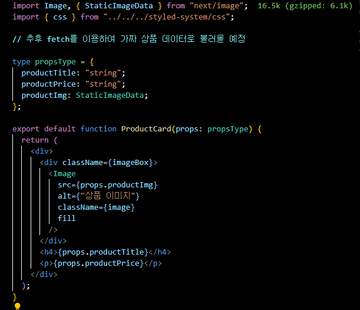 import Image, { StaticImageData } from "next/image"; 16.5k (gzipped: 6.1k)
import { css } from "../../../styled-system/css";
// 추후 fetch를 이용하여 가짜 상품 데이터로 불러올 예정
type propsType = {
productTitle: "string";
productPrice: "string";
productImg: StaticImageData;
};
export default function ProductCard(props: propsType) {
return (
<div>
<div className={imageBox}>
<Image
src={props.productImg}
alt={"상품 이미지"}
className={image}
fill
/>
</div>
<h4>{props.productTitle}</h4>
<p>{props.productPrice}</p>
</div>
);
}